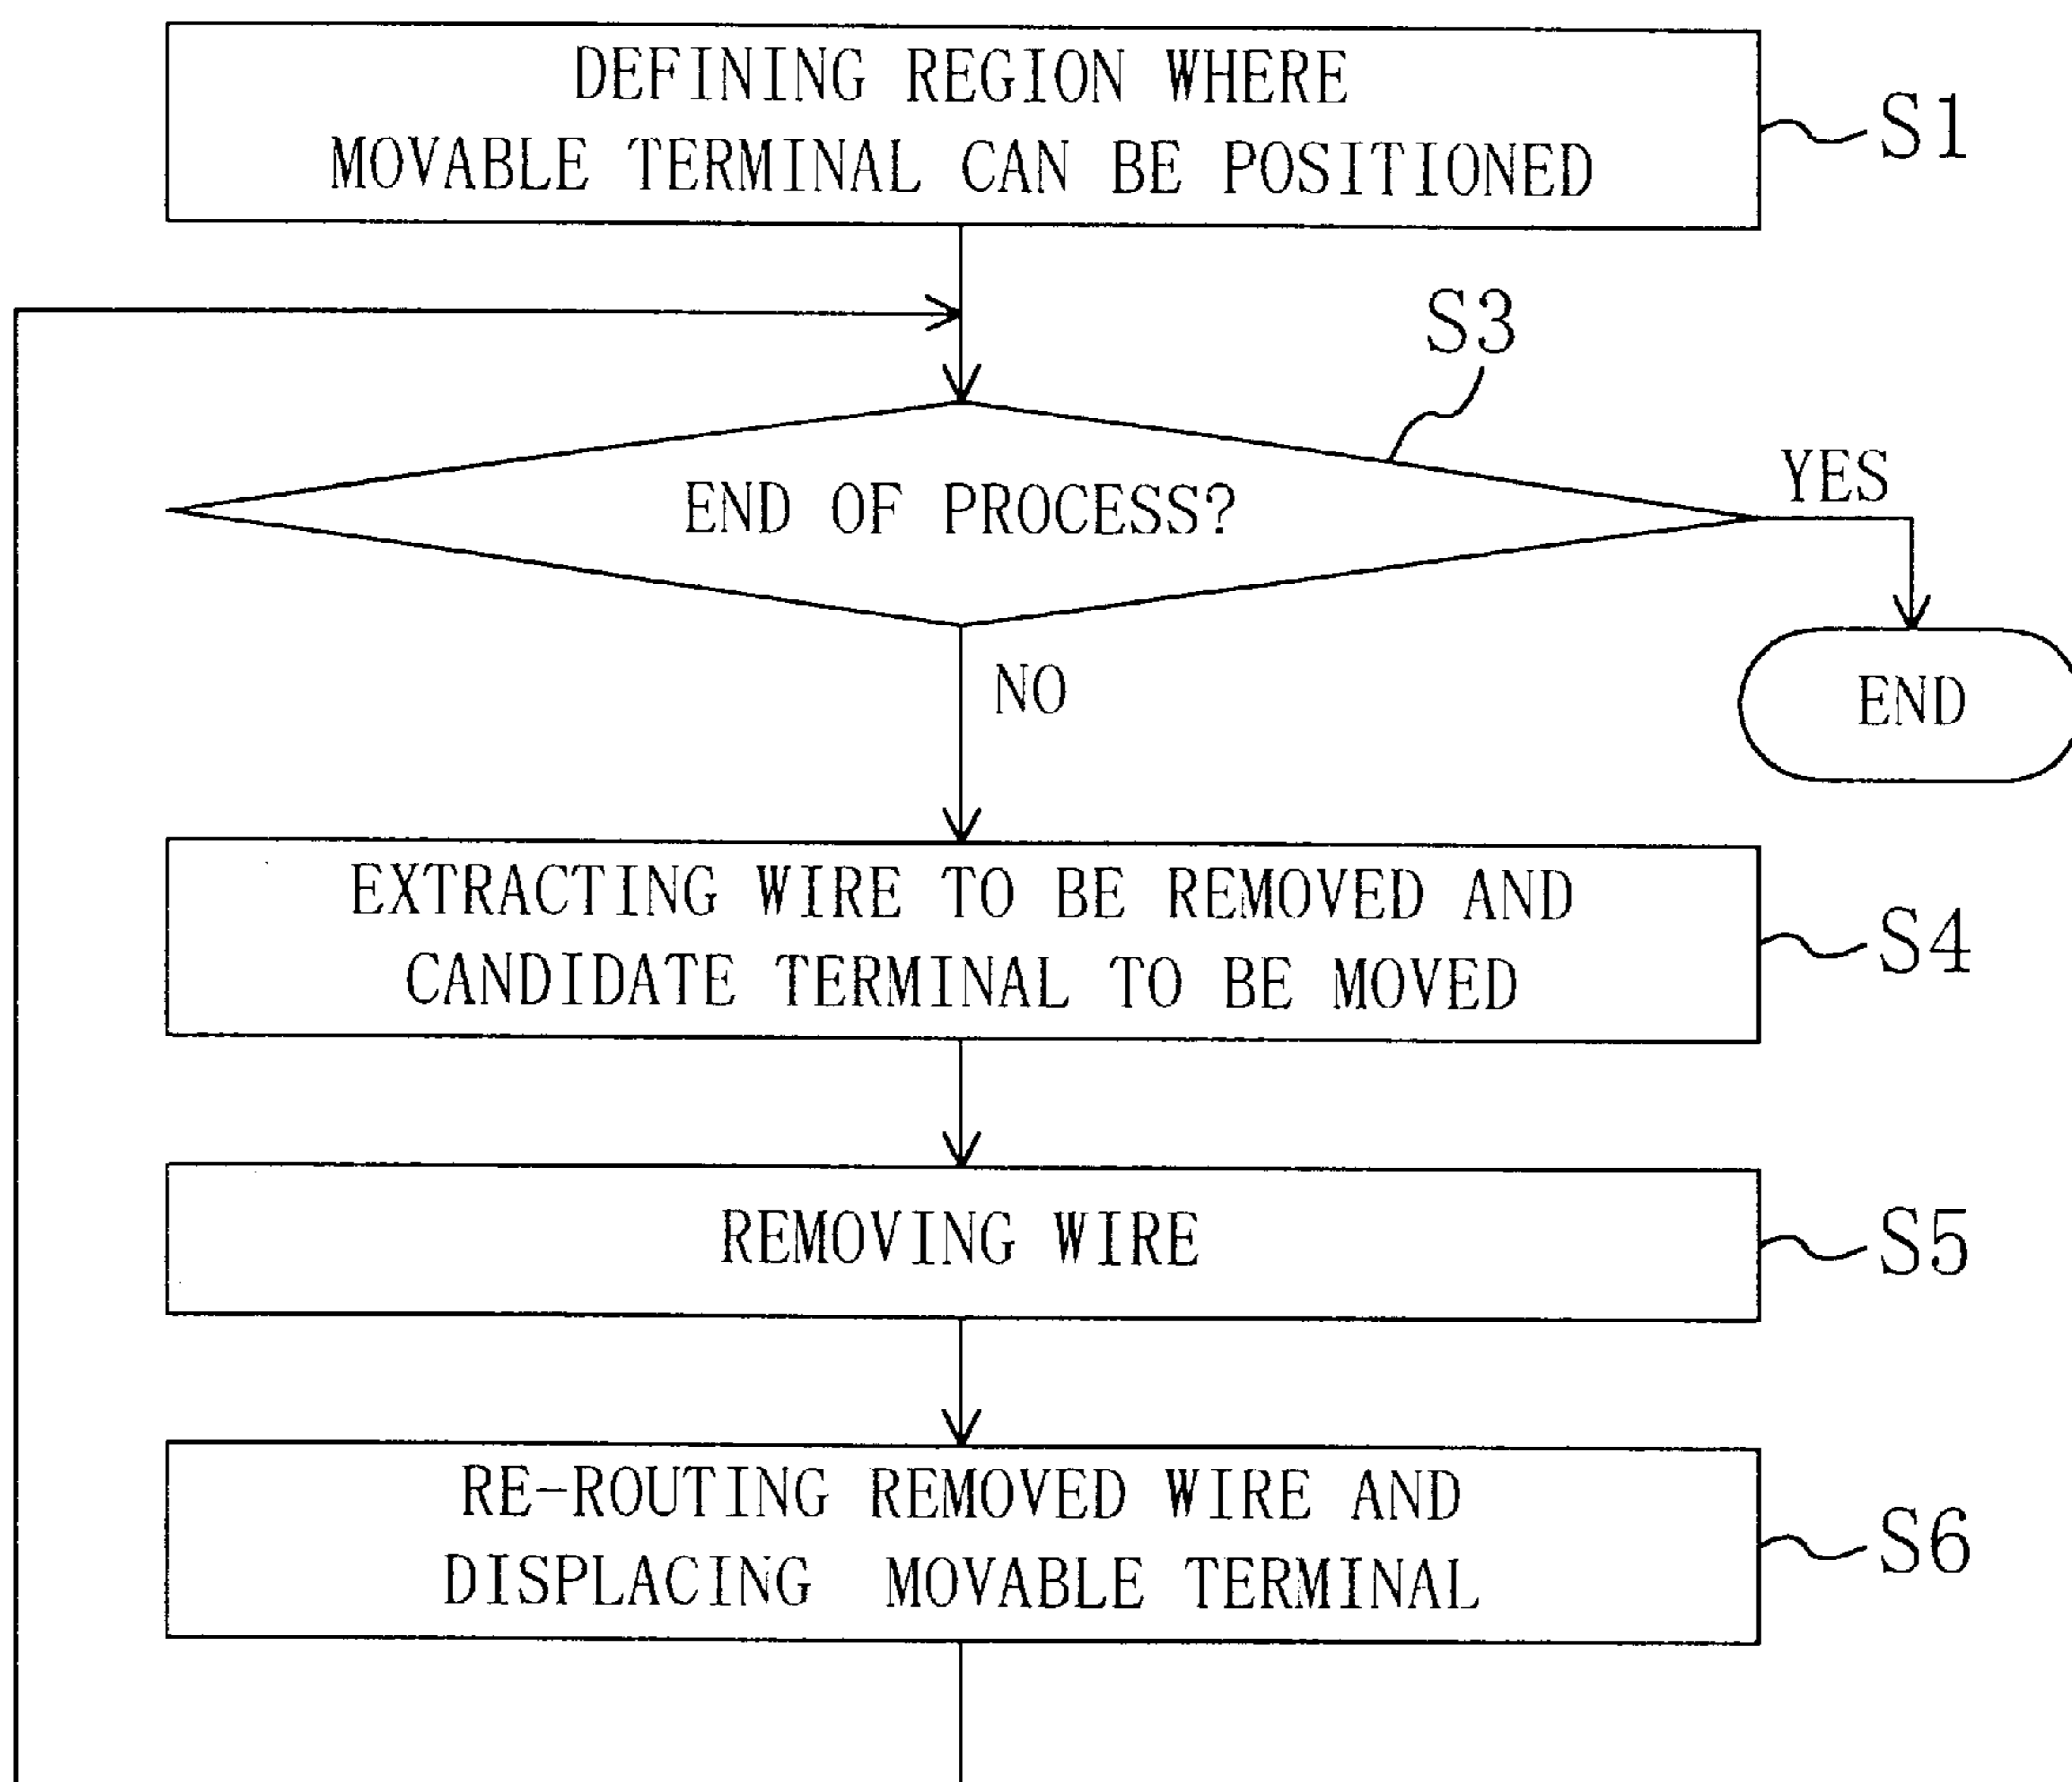 DEFINING REGION WHERE
MOVABLE TERMINAL CAN BE POSITIONED
S1
S3
END OF PROCESS?
YES
NO
END
EXTRACTING WIRE TO BE REMOVED AND
CANDIDATE TERMINAL TO BE MOVED
S4
REMOVING WIRE
S5
RE-ROUTING REMOVED WIRE AND
DISPLACING MOVABLE TERMINAL
S6